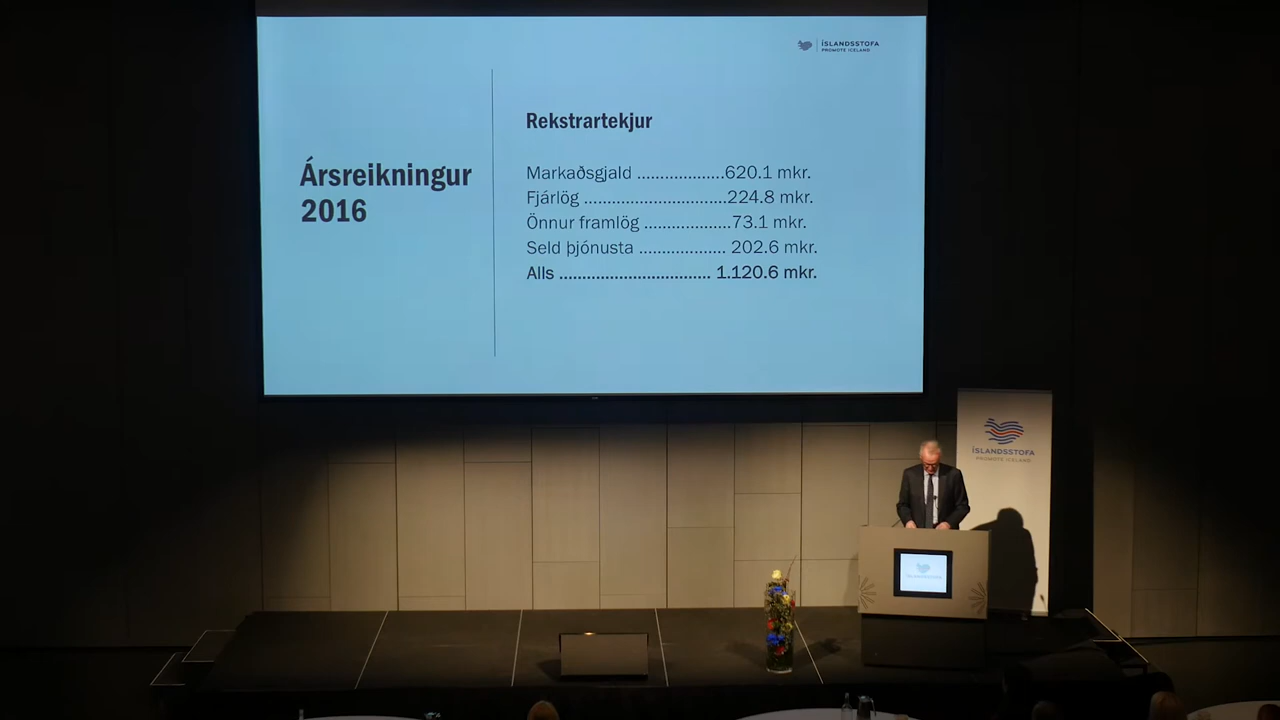 ÍSLANDSSTOFA
PROMOTE ICELAND
Ársreikningur
2016
Rekstrartekjur
Markaðsgjald ...................620.1 mkr.
Fjárlög ...............................224.8 mkr.
Önnur framlög ...................73.1 mkr.
Seld þjónusta ................... 202.6 mkr.
Alls ................................. 1.120.6 mkr.
ÍSLANDSSTOFA
PROMOTE ICELAND